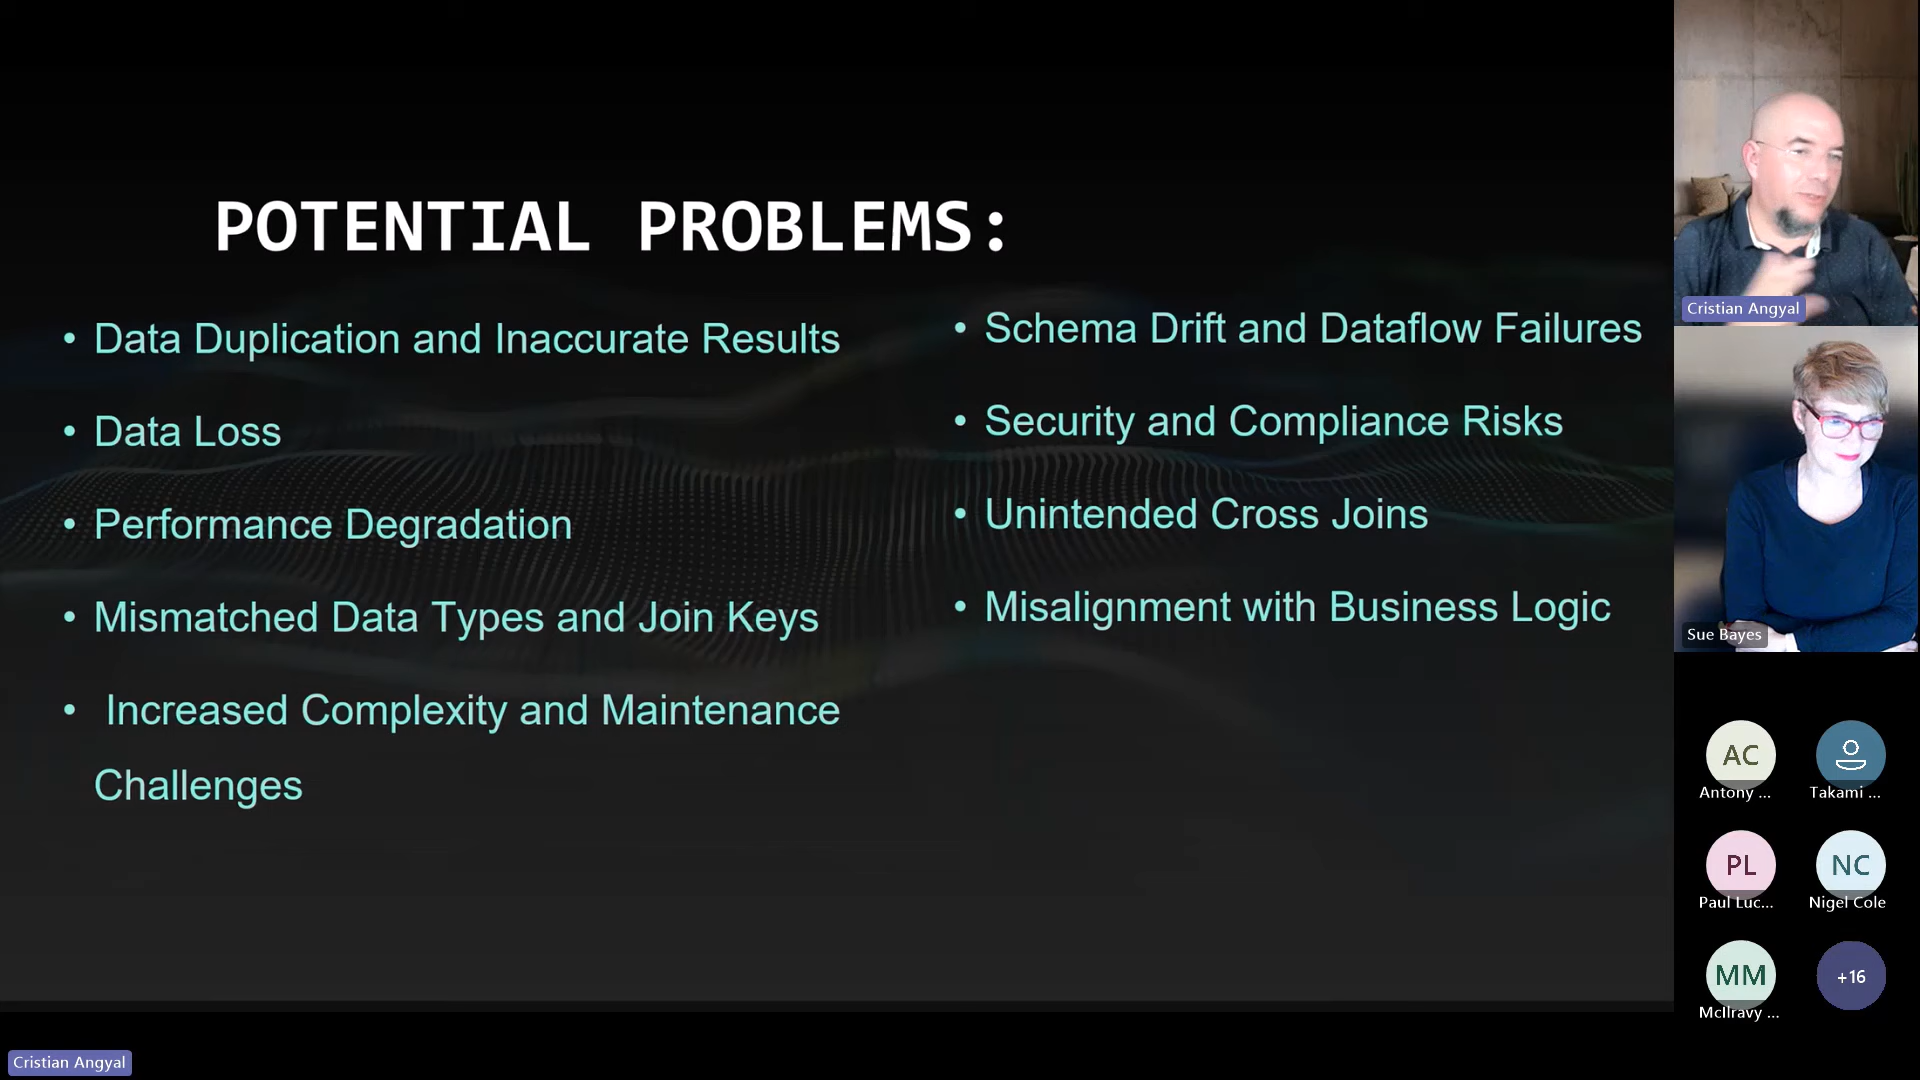 POTENTIAL PROBLEMS:
• Data Duplication and Inaccurate Results
• Data Loss
• Performance Degradation
• Mismatched Data Types and Join Keys
• Increased Complexity and Maintenance
Challenges
• Schema Drift and Dataflow Failures
• Security and Compliance Risks
• Unintended Cross Joins
• Misalignment with Business Logic
Cristian Angyal
Sue Bayes
AC
Antony ...
Takami ...
PL
Paul Luc...
NC
Nigel Cole
MM
McIlravy ...
+16
Cristian Angyal